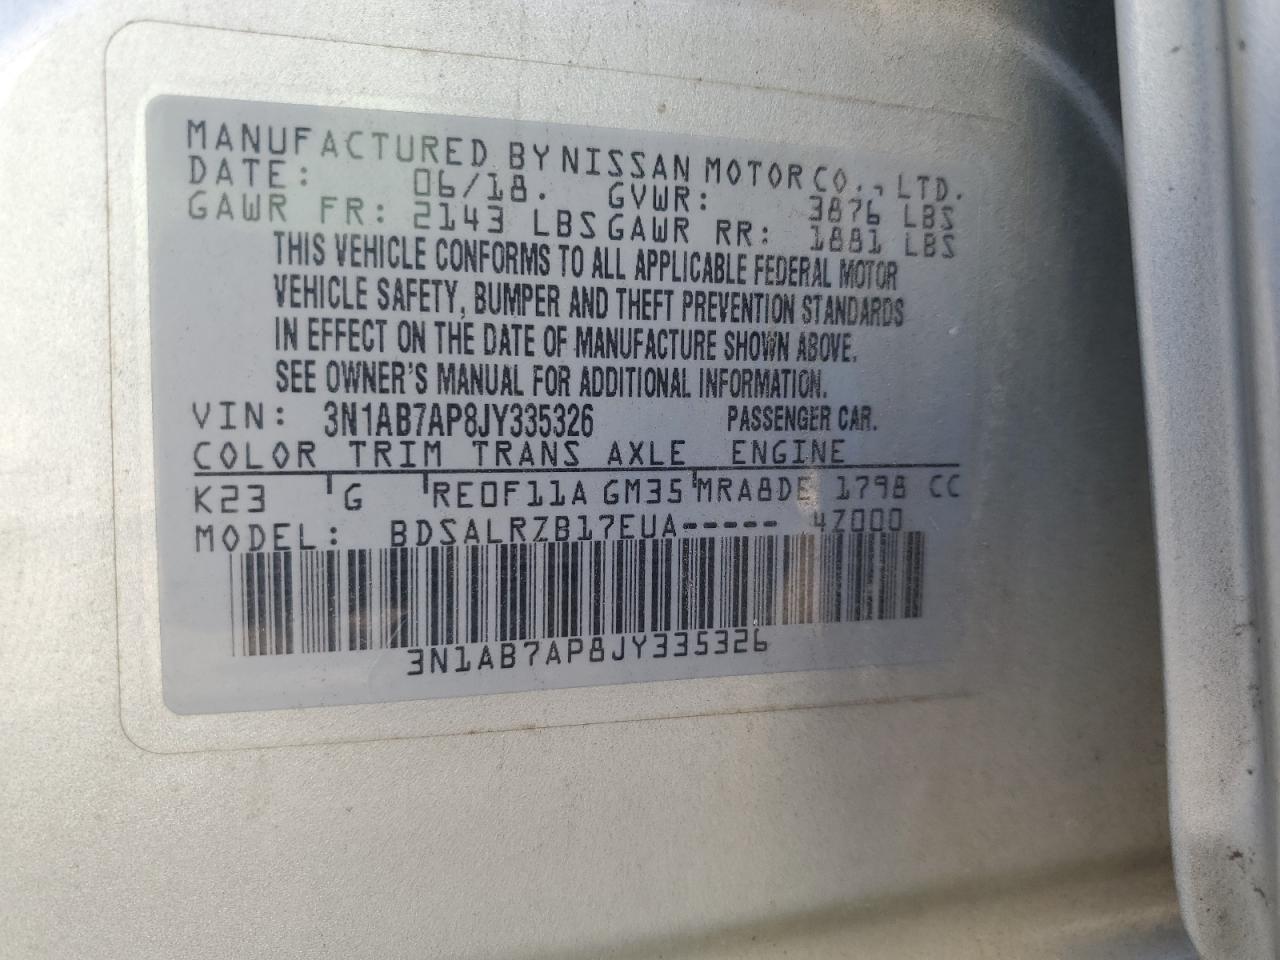 MANUFACTURED BY NISSAN MOTOR CO., LTD.
DATE: 06/18. GVWR: 3876 LBS
GAWR FR: 2143 LBS GAWR RR: 1881 LBS
THIS VEHICLE CONFORMS TO ALL APPLICABLE FEDERAL MOTOR
VEHICLE SAFETY, BUMPER AND THEFT PREVENTION STANDARDS
IN EFFECT ON THE DATE OF MANUFACTURE SHOWN ABOVE.
SEE OWNER'S MANUAL FOR ADDITIONAL INFORMATION.
VIN: 3N1AB7AP8JY335326 PASSENGER CAR.
COLOR TRIM TRANS AXLE ENGINE
K23 G RE0F11A GM35 MRA8DE 1798 CC
MODEL: BDSALRZB17EUA----- 4Z000
3N1AB7AP8JY335326